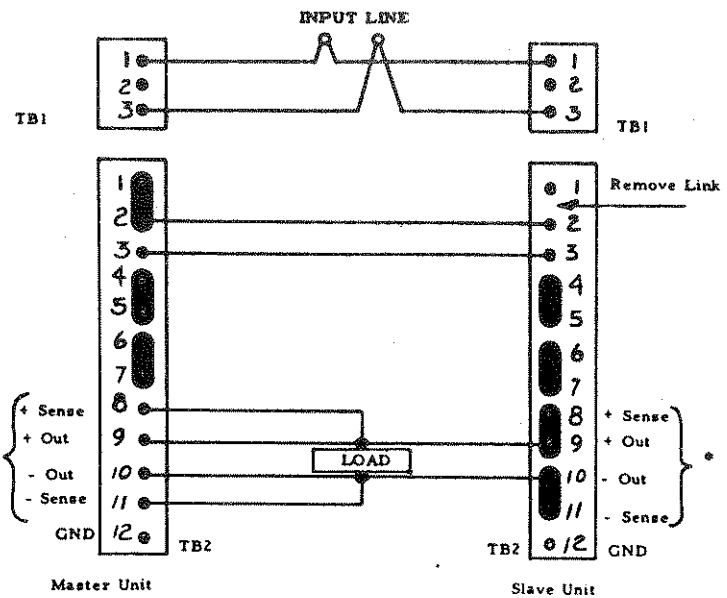 INPUT LINE
1
2
3
TB1
1
2
3
TB1
1
2
3
4
5
6
7
8
9
10
11
12
+ Sense
+ Out
- Out
- Sense
GND
TB2
Master Unit
LOAD
1
2
3
4
5
6
7
8
9
10
11
12
Remove Link
+ Sense
+ Out
- Out
- Sense
*
TB2
GND
Slave Unit